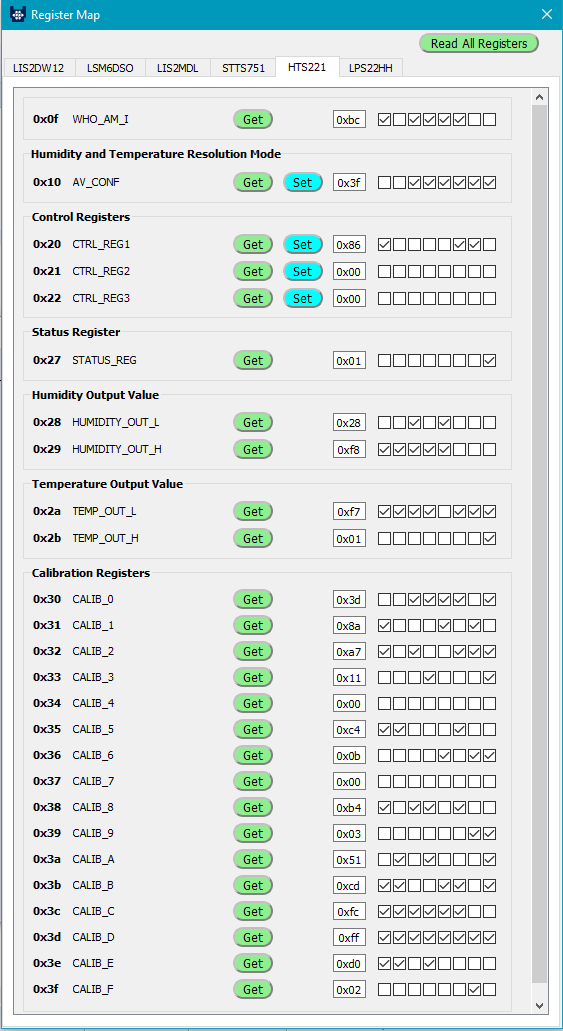 Register Map
Read All Registers
LIS2DW12 LSM6DSO LIS2MDL STTS751 HTS221 LPS22HH
0x0f WHO_AM_I Get 0xbc
Humidity and Temperature Resolution Mode
0x10 AV_CONF Get Set 0x3f
Control Registers
0x20 CTRL_REG1 Get Set 0x86
0x21 CTRL_REG2 Get Set 0x00
0x22 CTRL_REG3 Get Set 0x00
Status Register
0x27 STATUS_REG Get 0x01
Humidity Output Value
0x28 HUMIDITY_OUT_L Get 0x28
0x29 HUMIDITY_OUT_H Get 0xf8
Temperature Output Value
0x2a TEMP_OUT_L Get 0xf7
0x2b TEMP_OUT_H Get 0x01
Calibration Registers
0x30 CALIB_0 Get 0x3d
0x31 CALIB_1 Get 0x8a
0x32 CALIB_2 Get 0xa7
0x33 CALIB_3 Get 0x11
0x34 CALIB_4 Get 0x00
0x35 CALIB_5 Get 0xc4
0x36 CALIB_6 Get 0x0b
0x37 CALIB_7 Get 0x00
0x38 CALIB_8 Get 0xb4
0x39 CALIB_9 Get 0x03
0x3a CALIB_A Get 0x51
0x3b CALIB_B Get 0xcd
0x3c CALIB_C Get 0xfc
0x3d CALIB_D Get 0xff
0x3e CALIB_E Get 0xd0
0x3f CALIB_F Get 0x02